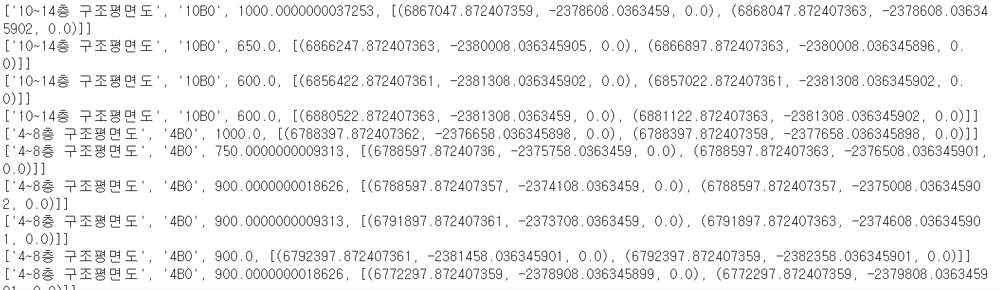 ['10~14층 구조평면도', '10B0', 1000.0000000037253, [(6867047.872407359, -2378608.0363459, 0.0), (6868047.872407363, -2378608.03634
5902, 0.0)]]
['10~14층 구조평면도', '10B0', 650.0, [(6866247.872407363, -2380008.036345905, 0.0), (6866897.872407363, -2380008.036345896, 0.
0)]]
['10~14층 구조평면도', '10B0', 600.0, [(6856422.872407361, -2381308.036345902, 0.0), (6857022.872407361, -2381308.036345902, 0.
0)]]
['10~14층 구조평면도', '10B0', 600.0, [(6880522.872407363, -2381308.0363459, 0.0), (6881122.872407363, -2381308.036345902, 0.0)]]
['4~8층 구조평면도', '4B0', 1000.0, [(6788397.872407362, -2376658.036345898, 0.0), (6788397.872407359, -2377658.036345898, 0.0)]]
['4~8층 구조평면도', '4B0', 750.0000000009313, [(6788597.87240736, -2375758.0363459, 0.0), (6788597.872407363, -2376508.036345901,
0.0)]]
['4~8층 구조평면도', '4B0', 900.0000000018626, [(6788597.872407357, -2374108.0363459, 0.0), (6788597.872407357, -2375008.03634590
2, 0.0)]]
['4~8층 구조평면도', '4B0', 900.0000000009313, [(6791897.872407361, -2373708.0363459, 0.0), (6791897.872407363, -2374608.03634590
1, 0.0)]]
['4~8층 구조평면도', '4B0', 900.0, [(6792397.872407361, -2381458.036345901, 0.0), (6792397.872407359, -2382358.036345901, 0.0)]]
['4~8층 구조평면도', '4B0', 900.0000000018626, [(6772297.872407359, -2378908.036345899, 0.0), (6772297.872407359, -2379808.0363459